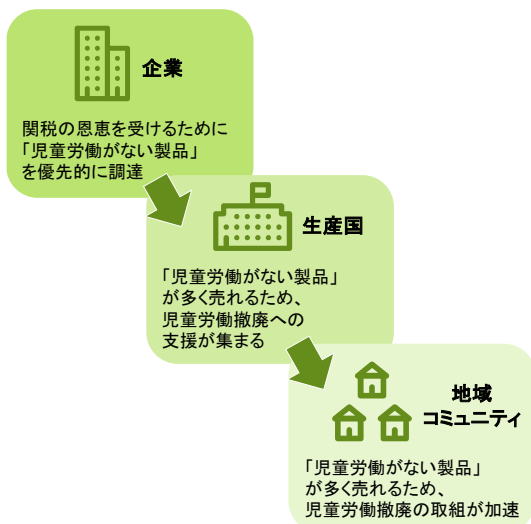 企業
関税の恩恵を受けるために
「児童労働がない製品」
を優先的に調達
生産国
「児童労働がない製品」
が多く売れるため、
児童労働撤廃への
支援が集まる
地域
コミュニティ
「児童労働がない製品」
が多く売れるため、
児童労働撤廃の取組が加速